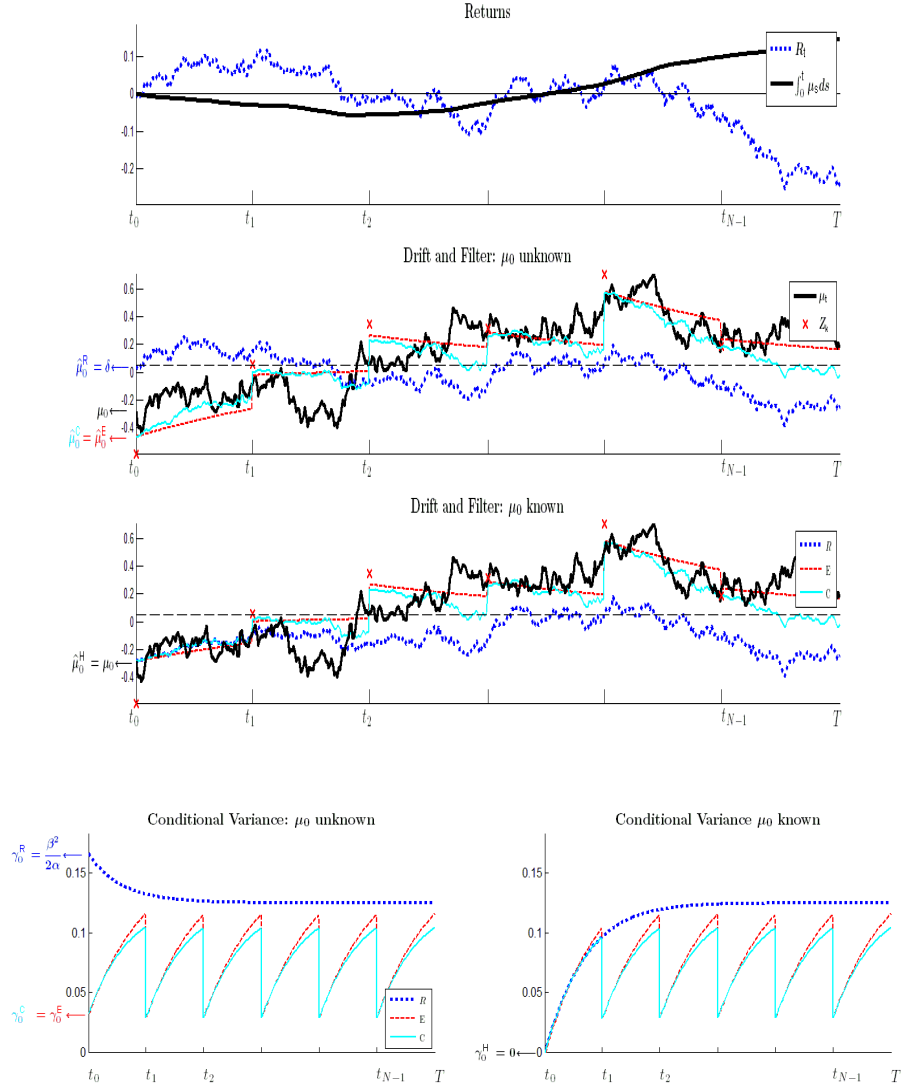 Returns
0.1
0
-0.1
-0.2
R_t
∫_0^t μ_s ds
t_0
t_1
t_2
t_{N−1}
T
Drift and Filter: μ_0 unknown
0.6
0.4
0.2
0
-0.2
-0.4
μ̂_0^R = δ
μ_0
μ̂_0^C = μ̂_0^E
μ_t
Z_k
t_0
t_1
t_2
t_{N−1}
T
Drift and Filter: μ_0 known
0.6
0.4
0.2
0
-0.2
-0.4
μ̂_0^H = μ_0
R
E
C
t_0
t_1
t_2
t_{N−1}
T
Conditional Variance: μ_0 unknown
γ_0^R = β²/2α
0.15
0.1
0.05
γ_0^C = γ_0^E
0
R
E
C
t_0
t_1
t_2
t_{N−1}
T
Conditional Variance μ_0 known
0.15
0.1
0.05
γ_0^H = 0
0
t_0
t_1
t_2
t_{N−1}
T